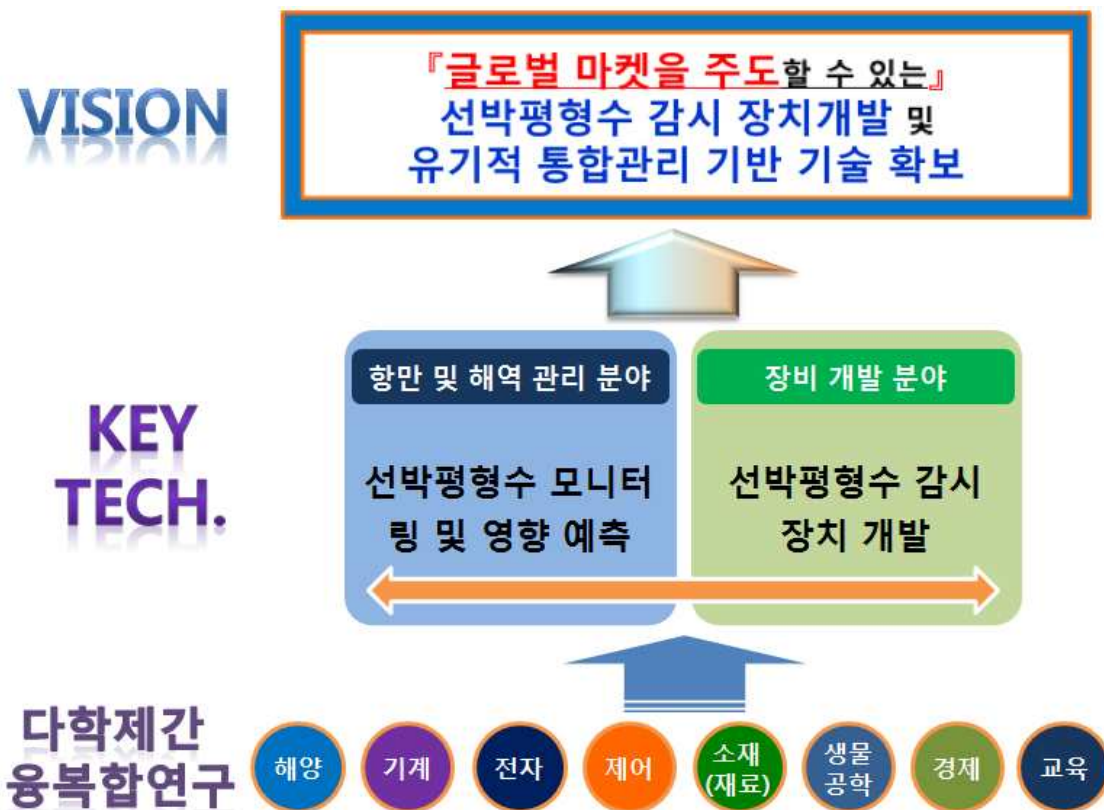 VISION
『글로벌 마켓을 주도할 수 있는』
선박평형수 감시 장치개발 및
유기적 통합관리 기반 기술 확보
KEY
TECH.
항만 및 해역 관리 분야
선박평형수 모니터
링 및 영향 예측
장비 개발 분야
선박평형수 감시
장치 개발
다학제간
융복합연구
해양
기계
전자
제어
소재
(재료)
생물
공학
경제
교육